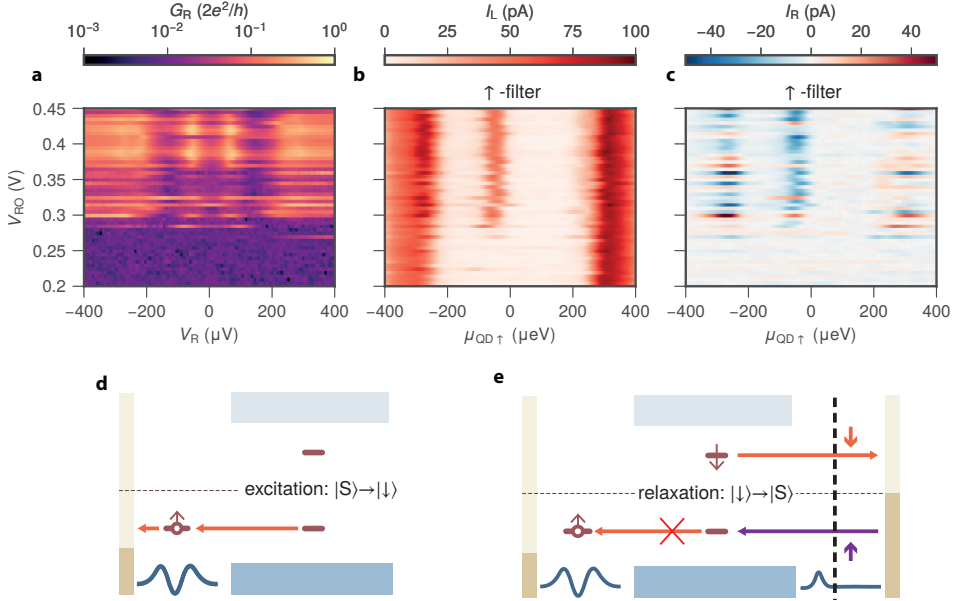 G_R (2e²/h)
10⁻³ 10⁻² 10⁻¹ 10⁰
I_L (pA)
0 25 50 75 100
I_R (pA)
−40 −20 0 20 40
a
b
c
↑ -filter
↑ -filter
V_RO (V)
0.45
0.4
0.35
0.3
0.25
0.2
−400 −200 0 200 400
V_R (µV)
−400 −200 0 200 400
µ_QD↑ (µeV)
−400 −200 0 200 400
µ_QD↑ (µeV)
d
excitation: |S⟩→|↓⟩
e
relaxation: |↓⟩→|S⟩